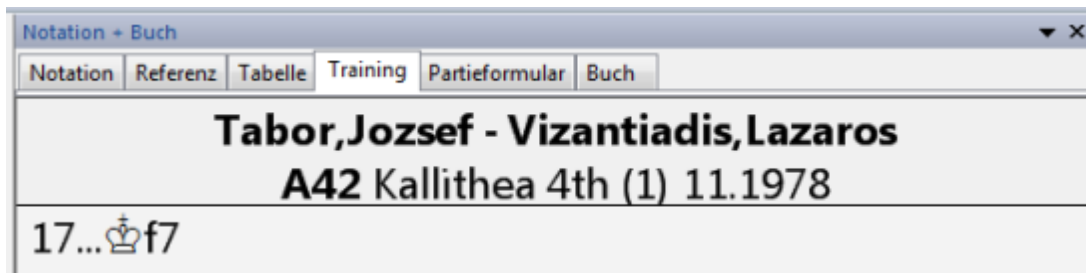 Notation + Buch
Notation Referenz Tabelle Training Partieformular Buch
Tabor,Jozsef - Vizantiadis,Lazaros
A42 Kallithea 4th (1) 11.1978
17...♔f7